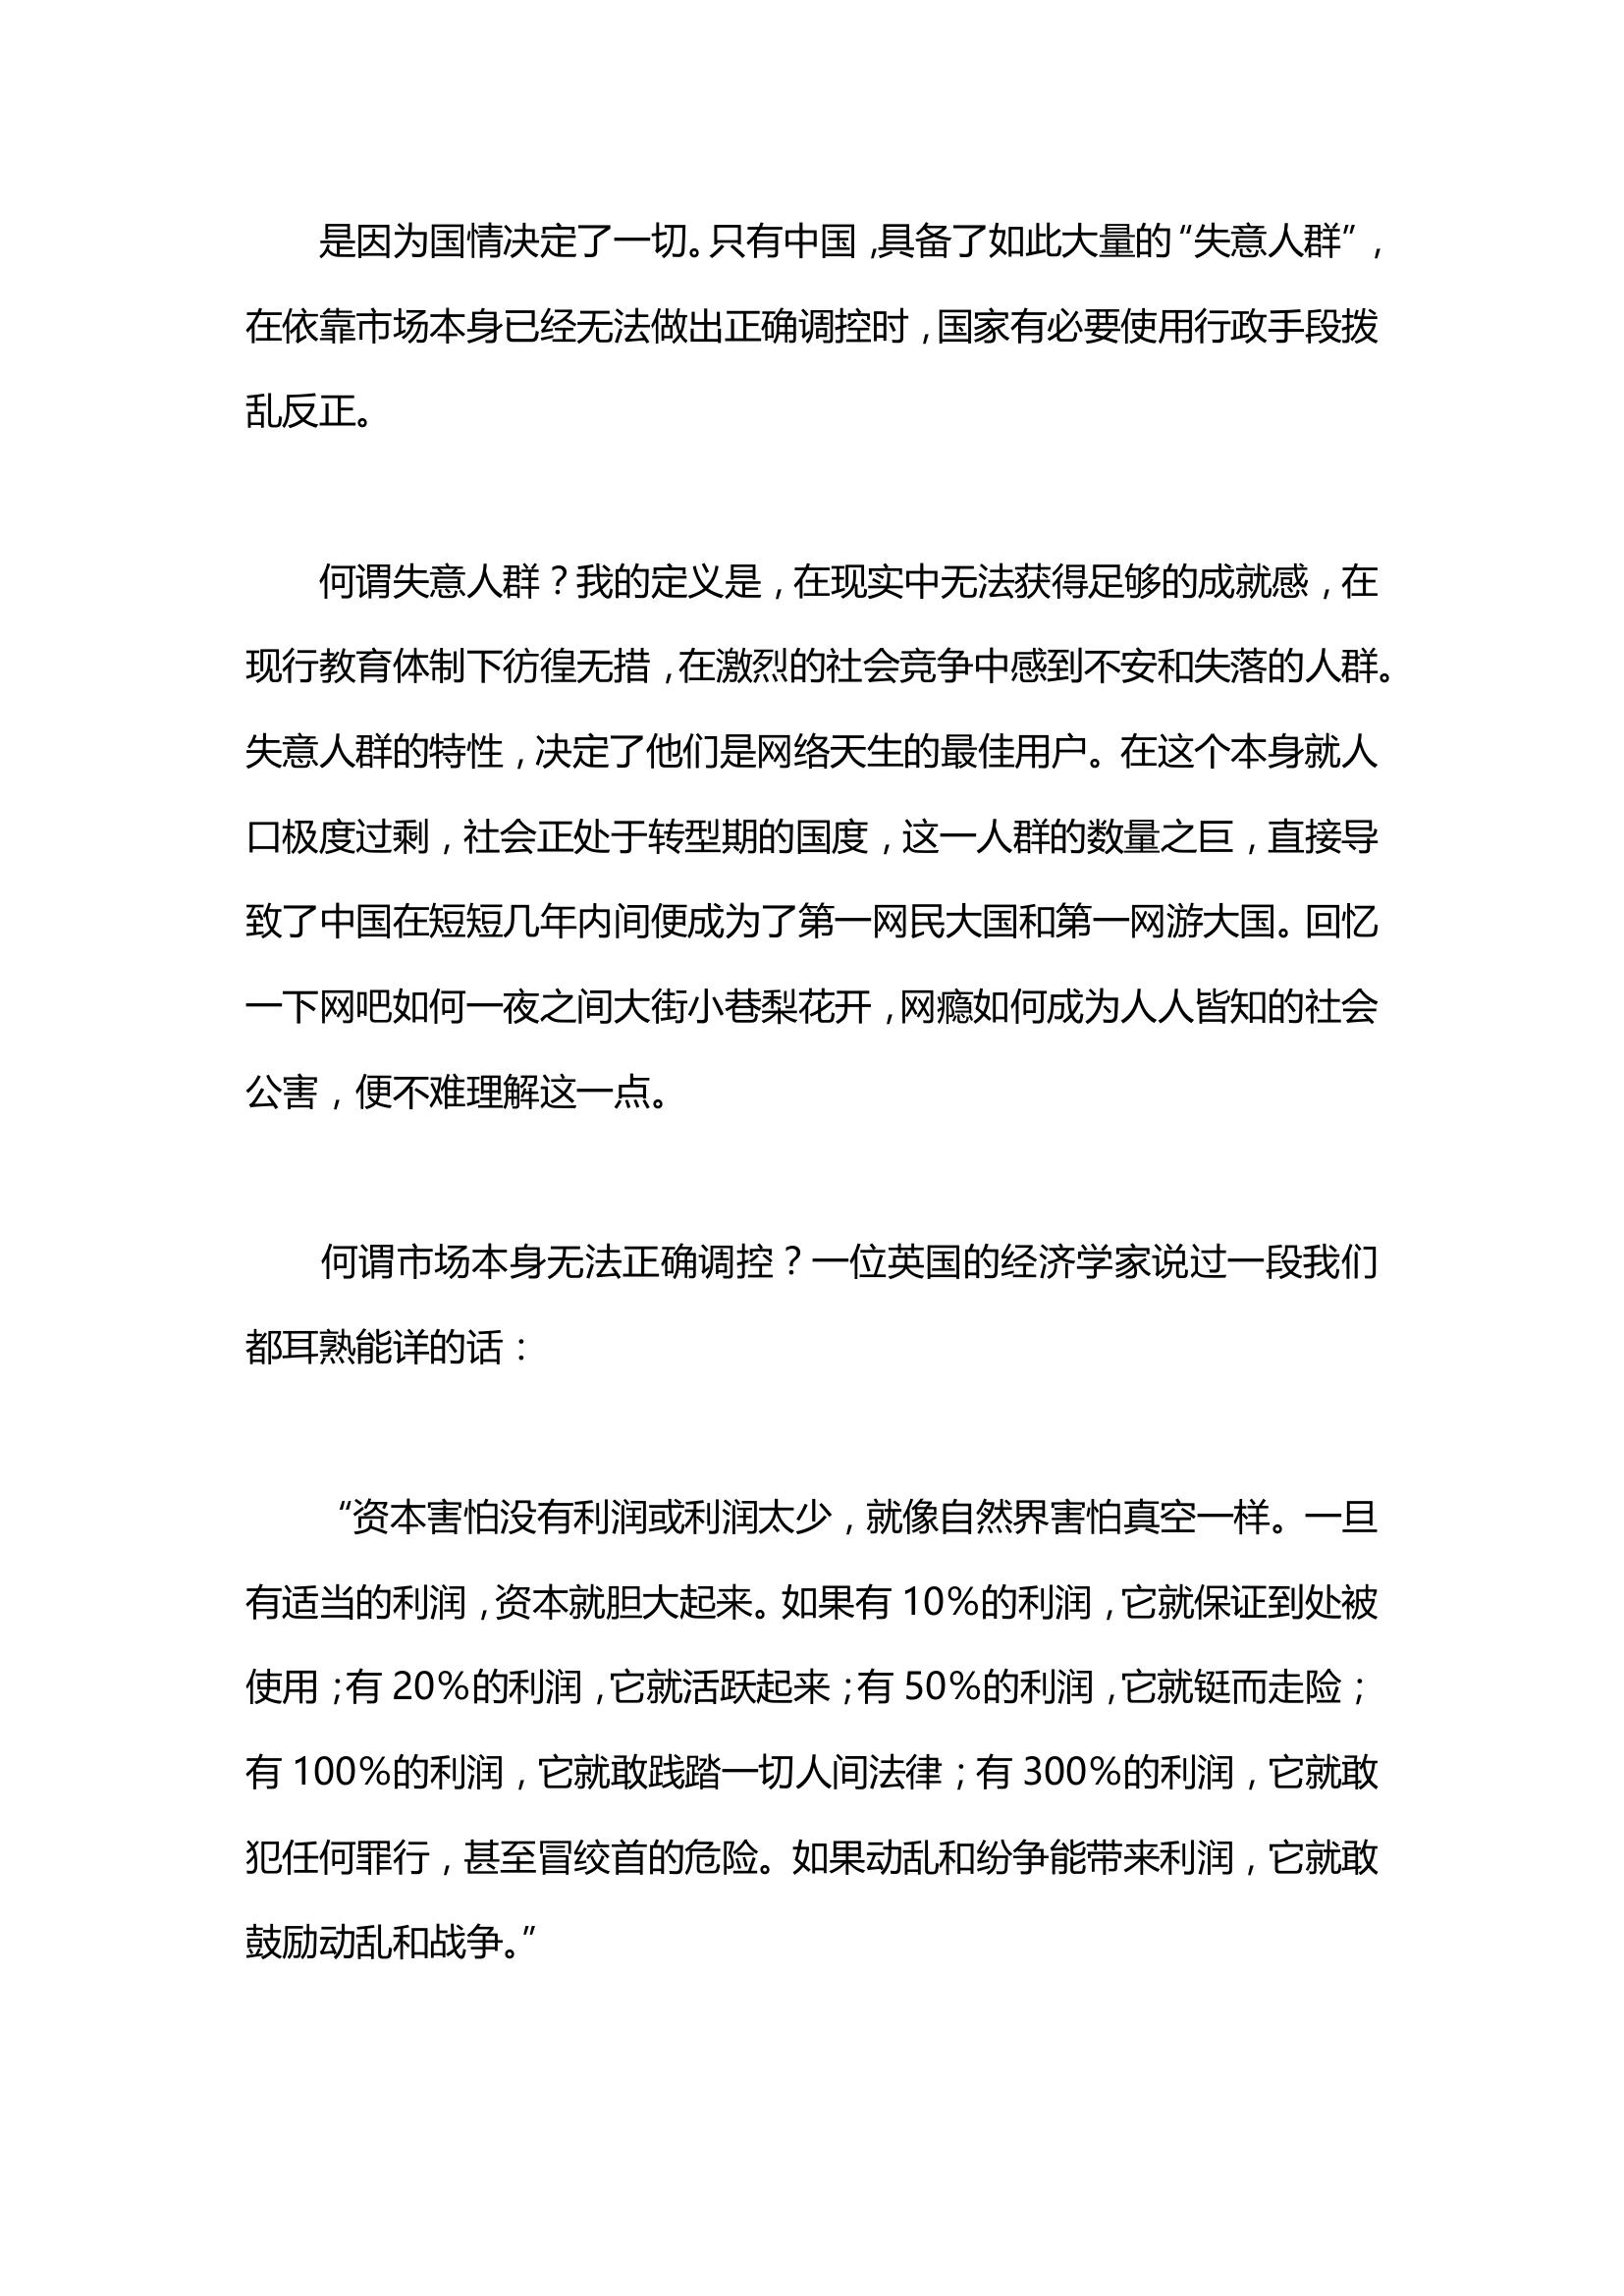 是因为国情决定了一切。只有中国，具备了如此大量的“失意人群”，
在依靠市场本身已经无法做出正确调控时，国家有必要使用行政手段拨
乱反正。
何谓失意人群？我的定义是，在现实中无法获得足够的成就感，在
现行教育体制下彷徨无措，在激烈的社会竞争中感到不安和失落的人群。
失意人群的特性，决定了他们是网络天生的最佳用户。在这个本身就人
口极度过剩，社会正处于转型期的国度，这一人群的数量之巨，直接导
致了中国在短短几年内间便成为了第一网民大国和第一网游大国。回忆
一下网吧如何一夜之间大街小巷梨花开，网瘾如何成为人人皆知的社会
公害，便不难理解这一点。
何谓市场本身无法正确调控？一位英国的经济学家说过一段我们
都耳熟能详的话：
“资本害怕没有利润或利润太少，就像自然界害怕真空一样。一旦
有适当的利润，资本就胆大起来。如果有 10%的利润，它就保证到处被
使用；有 20%的利润，它就活跃起来；有 50%的利润，它就铤而走险；
有 100%的利润，它就敢践踏一切人间法律；有 300%的利润，它就敢
犯任何罪行，甚至冒绞首的危险。如果动乱和纷争能带来利润，它就敢
鼓励动乱和战争。”